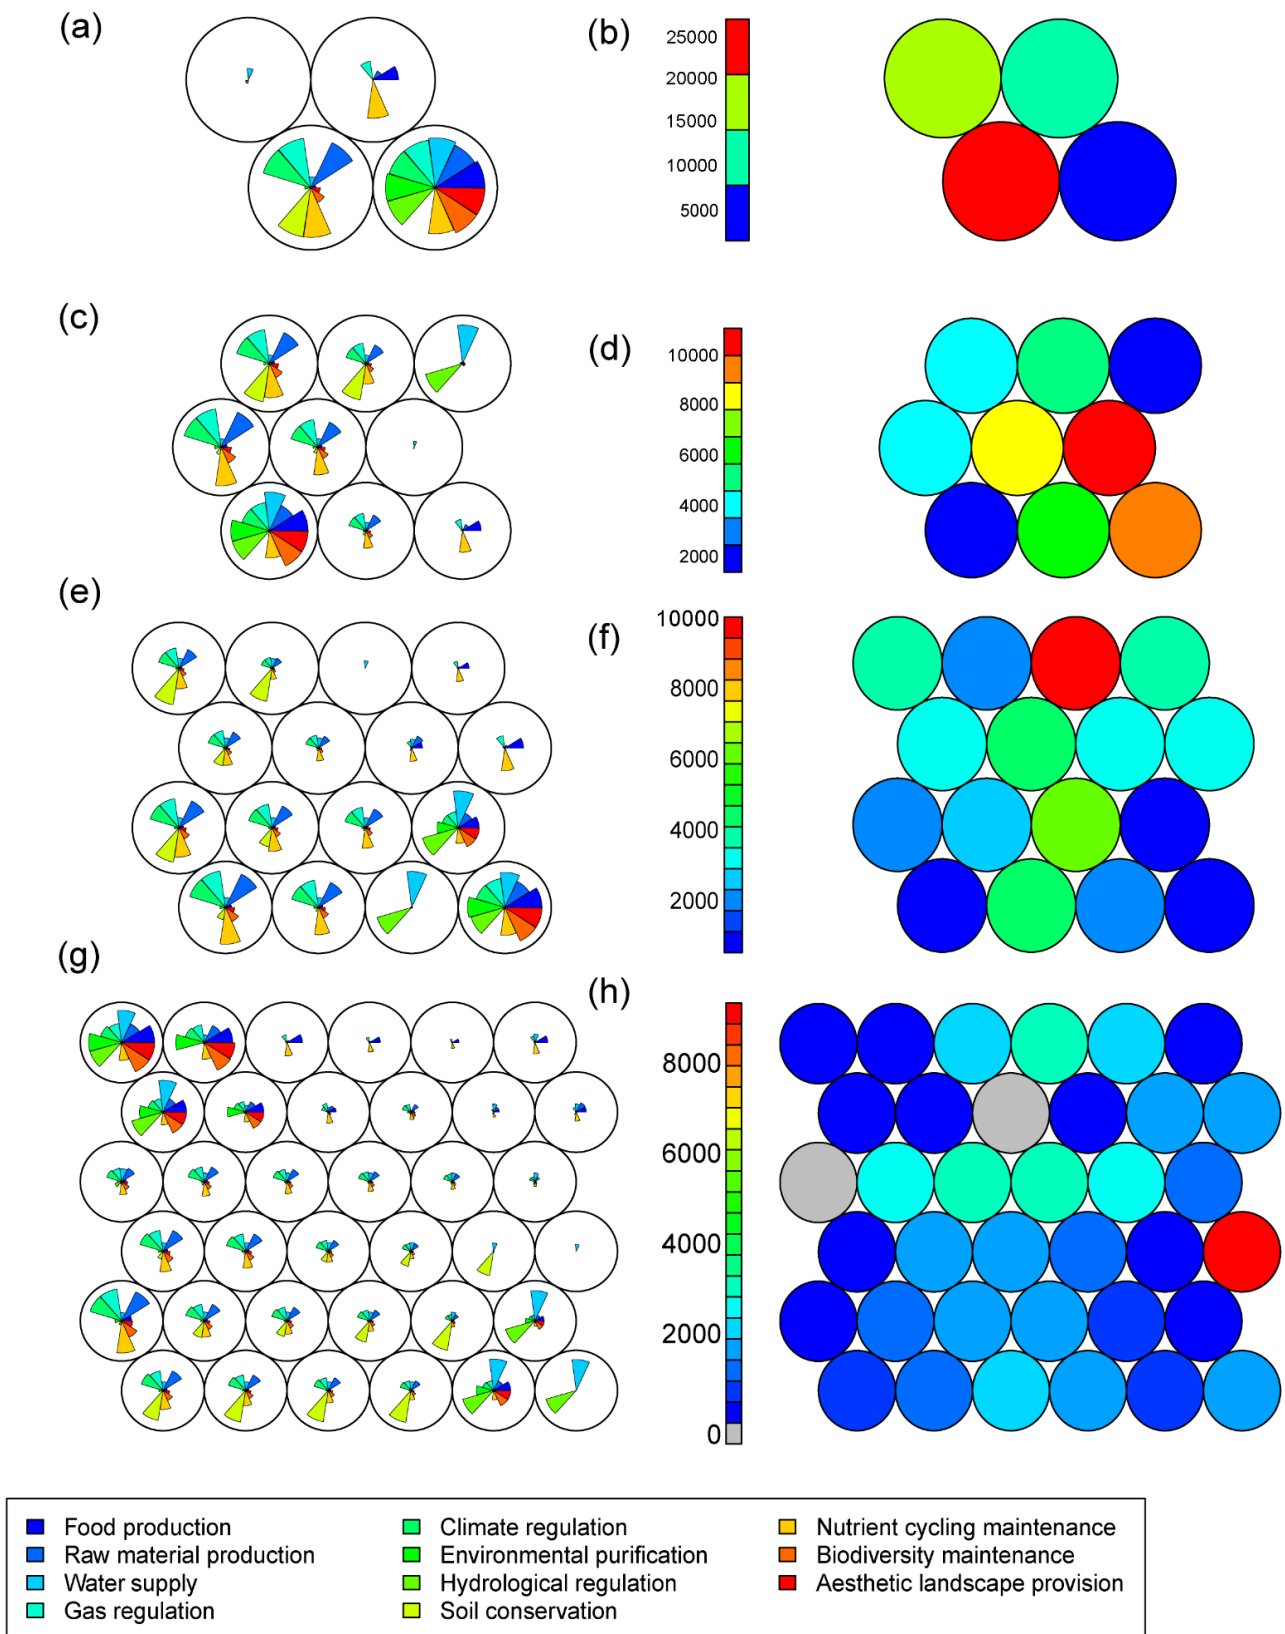 (a)
(b)
25000
20000
15000
10000
5000
(c)
(d)
10000
8000
6000
4000
2000
(e)
(f)
10000
8000
6000
4000
2000
(g)
(h)
8000
6000
4000
2000
0
Food production
Climate regulation
Nutrient cycling maintenance
Raw material production
Environmental purification
Biodiversity maintenance
Water supply
Hydrological regulation
Aesthetic landscape provision
Gas regulation
Soil conservation